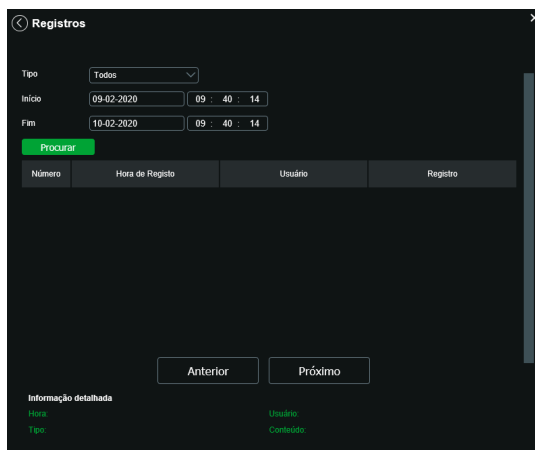 Registros
Tipo Todos
Início 09-02-2020 09 : 40 : 14
Fim 10-02-2020 09 : 40 : 14
Procurar
Número Hora de Registo Usuário Registro
Anterior Próximo
Informação detalhada
Hora: Usuário:
Tipo: Conteúdo: